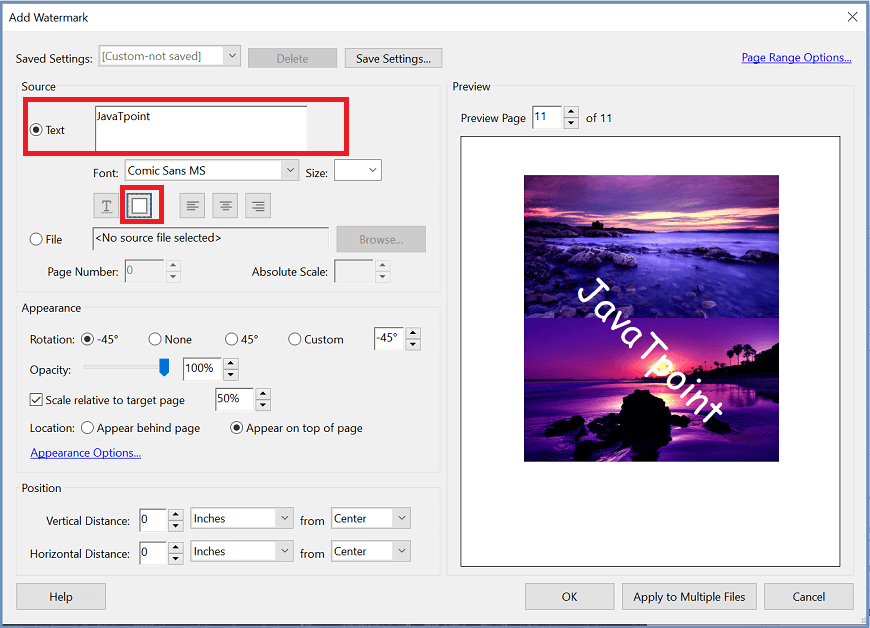 Add Watermark
Saved Settings: [Custom-not saved] Delete Save Settings... Page Range Options...
Source
Text JavaTpoint
Font: Comic Sans MS Size:
T
File <No source file selected> Browse...
Page Number: 0 Absolute Scale:
Appearance
Rotation: -45° None 45° Custom -45°
Opacity: 100%
Scale relative to target page 50%
Location: Appear behind page Appear on top of page
Appearance Options...
Position
Vertical Distance: 0 Inches from Center
Horizontal Distance: 0 Inches from Center
Preview
Preview Page 11 of 11
JavaTpoint
Help OK Apply to Multiple Files Cancel